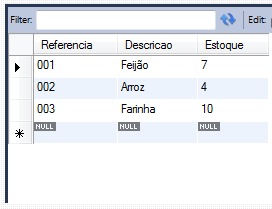 Filter: Edit:
Referencia Descricao Estoque
001 Feijão 7
002 Arroz 4
003 Farinha 10
NULL NULL NULL